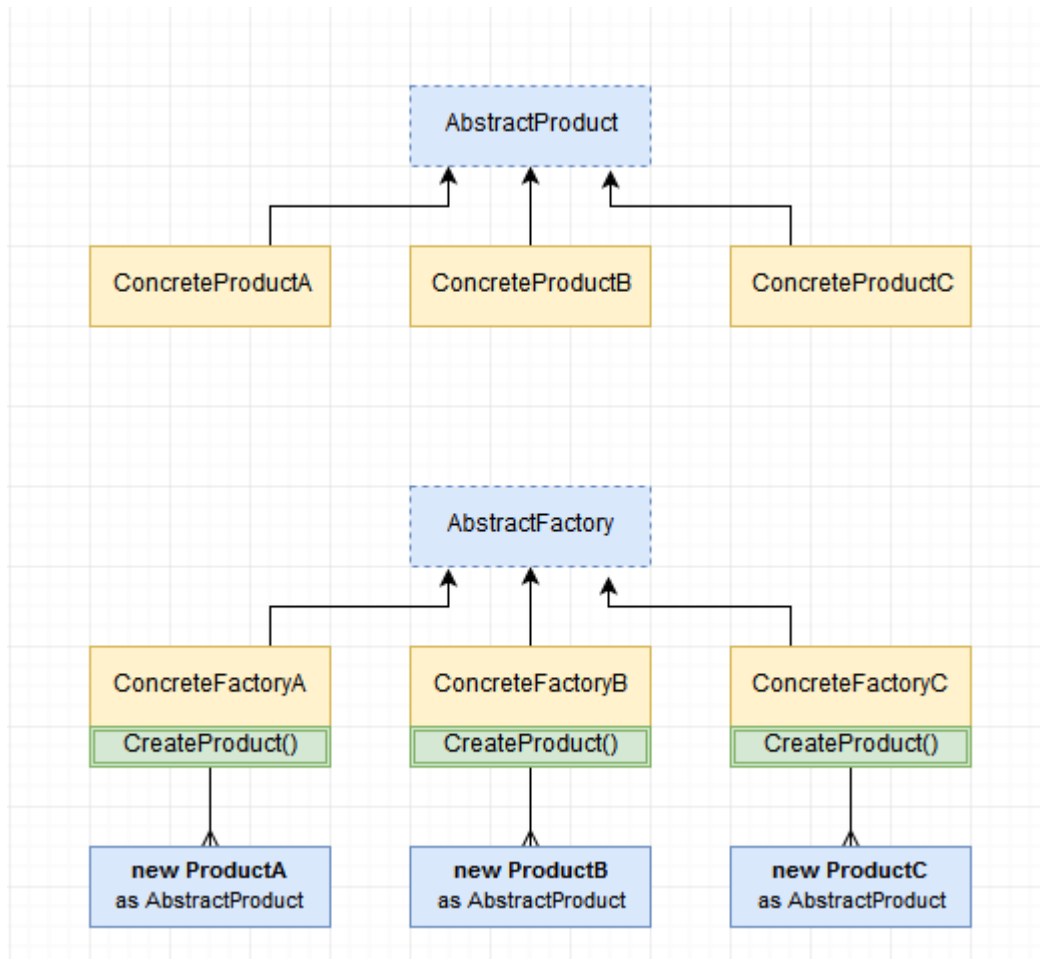 AbstractProduct
ConcreteProductA
ConcreteProductB
ConcreteProductC
AbstractFactory
ConcreteFactoryA
ConcreteFactoryB
ConcreteFactoryC
CreateProduct()
CreateProduct()
CreateProduct()
new ProductA
as AbstractProduct
new ProductB
as AbstractProduct
new ProductC
as AbstractProduct